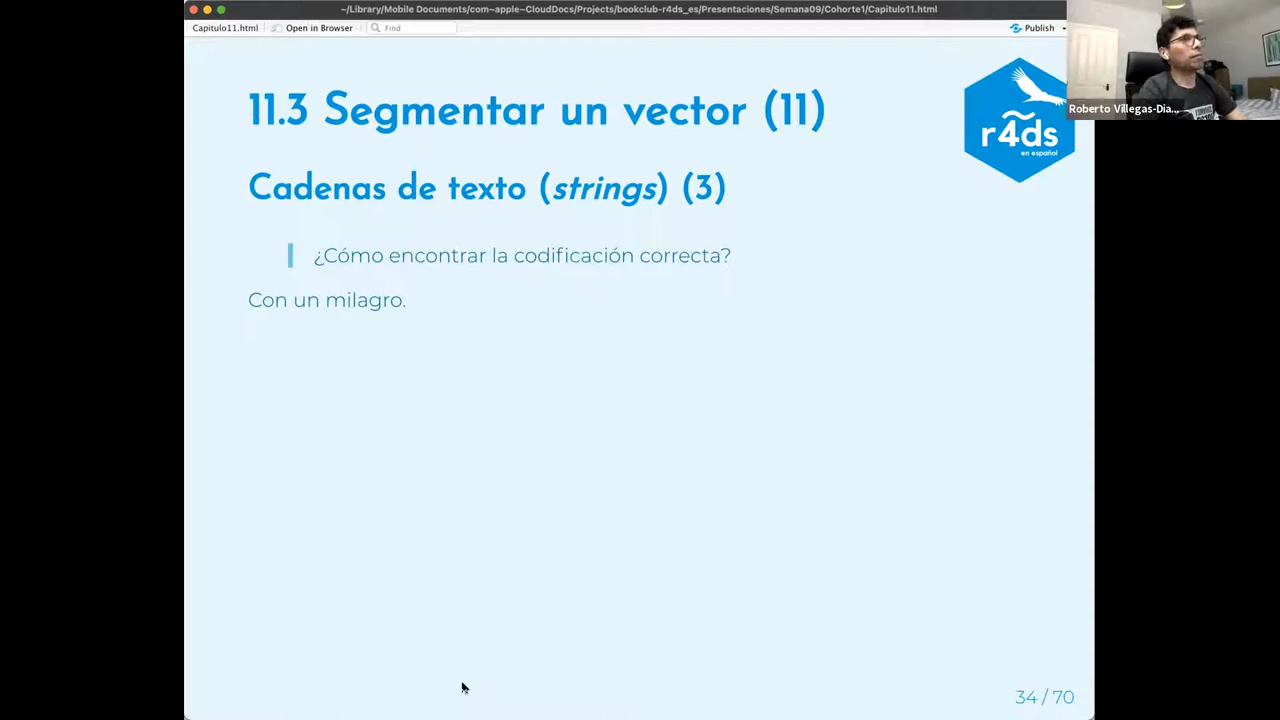 ~/Library/Mobile Documents/com~apple~CloudDocs/Projects/bookclub-r4ds_es/Presentaciones/Semana09/Cohorte1/Capitulo11.html
Capitulo11.html
Open in Browser
Find
Publish
11.3 Segmentar un vector (11)
r4ds
en español
Roberto Villegas-Dia...
Cadenas de texto (strings) (3)
¿Cómo encontrar la codificación correcta?
Con un milagro.
34 / 70